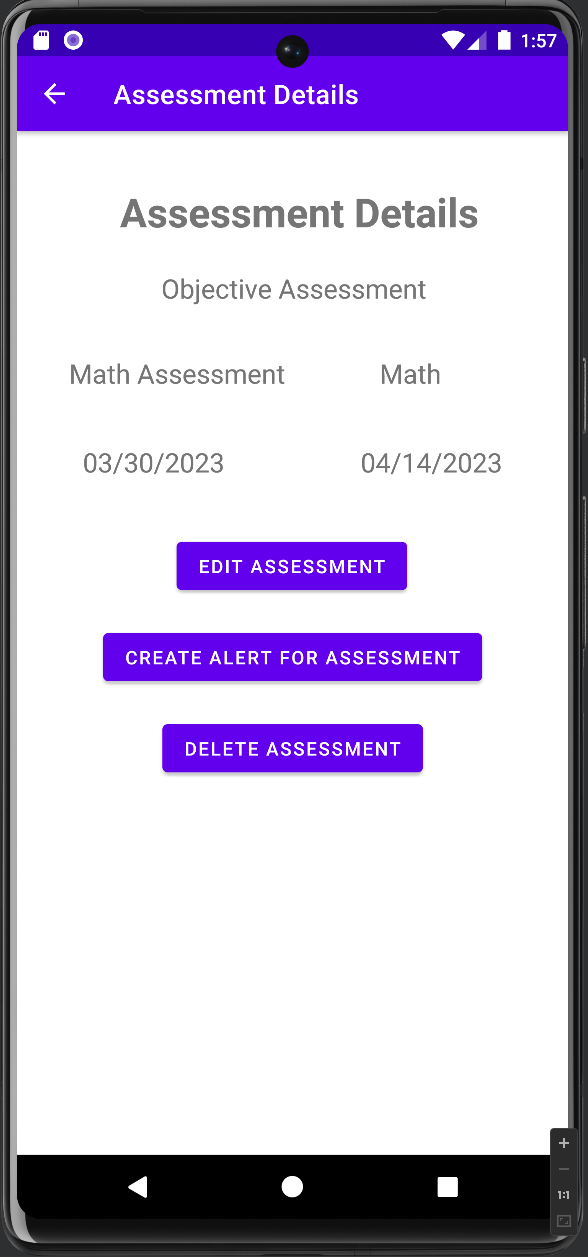 1:57
Assessment Details
Assessment Details
Objective Assessment
Math Assessment Math
03/30/2023 04/14/2023
EDIT ASSESSMENT
CREATE ALERT FOR ASSESSMENT
DELETE ASSESSMENT
1:1